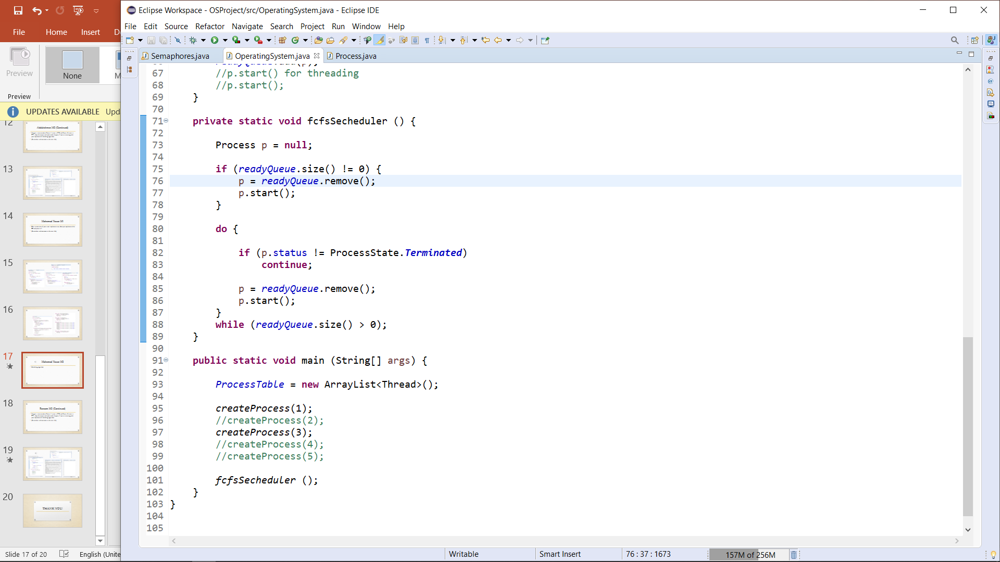 Eclipse Workspace - OSProject/src/OperatingSystem.java - Eclipse IDE
File Edit Source Refactor Navigate Search Project Run Window Help
File Home Insert
Semaphores.java OperatingSystem.java Process.java
Preview
None
Preview
UPDATES AVAILABLE Upd
67 //p.start() for threading
68 //p.start();
69 }
70
71 private static void fcfsSecheduler () {
72
73 Process p = null;
74
75 if (readyQueue.size() != 0) {
76 p = readyQueue.remove();
77 p.start();
78 }
79
80 do {
81
82 if (p.status != ProcessState.Terminated)
83 continue;
84
85 p = readyQueue.remove();
86 p.start();
87 }
88 while (readyQueue.size() > 0);
89 }
90
91 public static void main (String[] args) {
92
93 ProcessTable = new ArrayList<Thread>();
94
95 createProcess(1);
96 //createProcess(2);
97 createProcess(3);
98 //createProcess(4);
99 //createProcess(5);
100
101 fcfsSecheduler ();
102 }
103 }
104
105
12
13
14
15
16
17
18
19
20
THANK YOU!
Slide 17 of 20 English (Unite
Writable Smart Insert 76 : 37 : 1673 157M of 256M